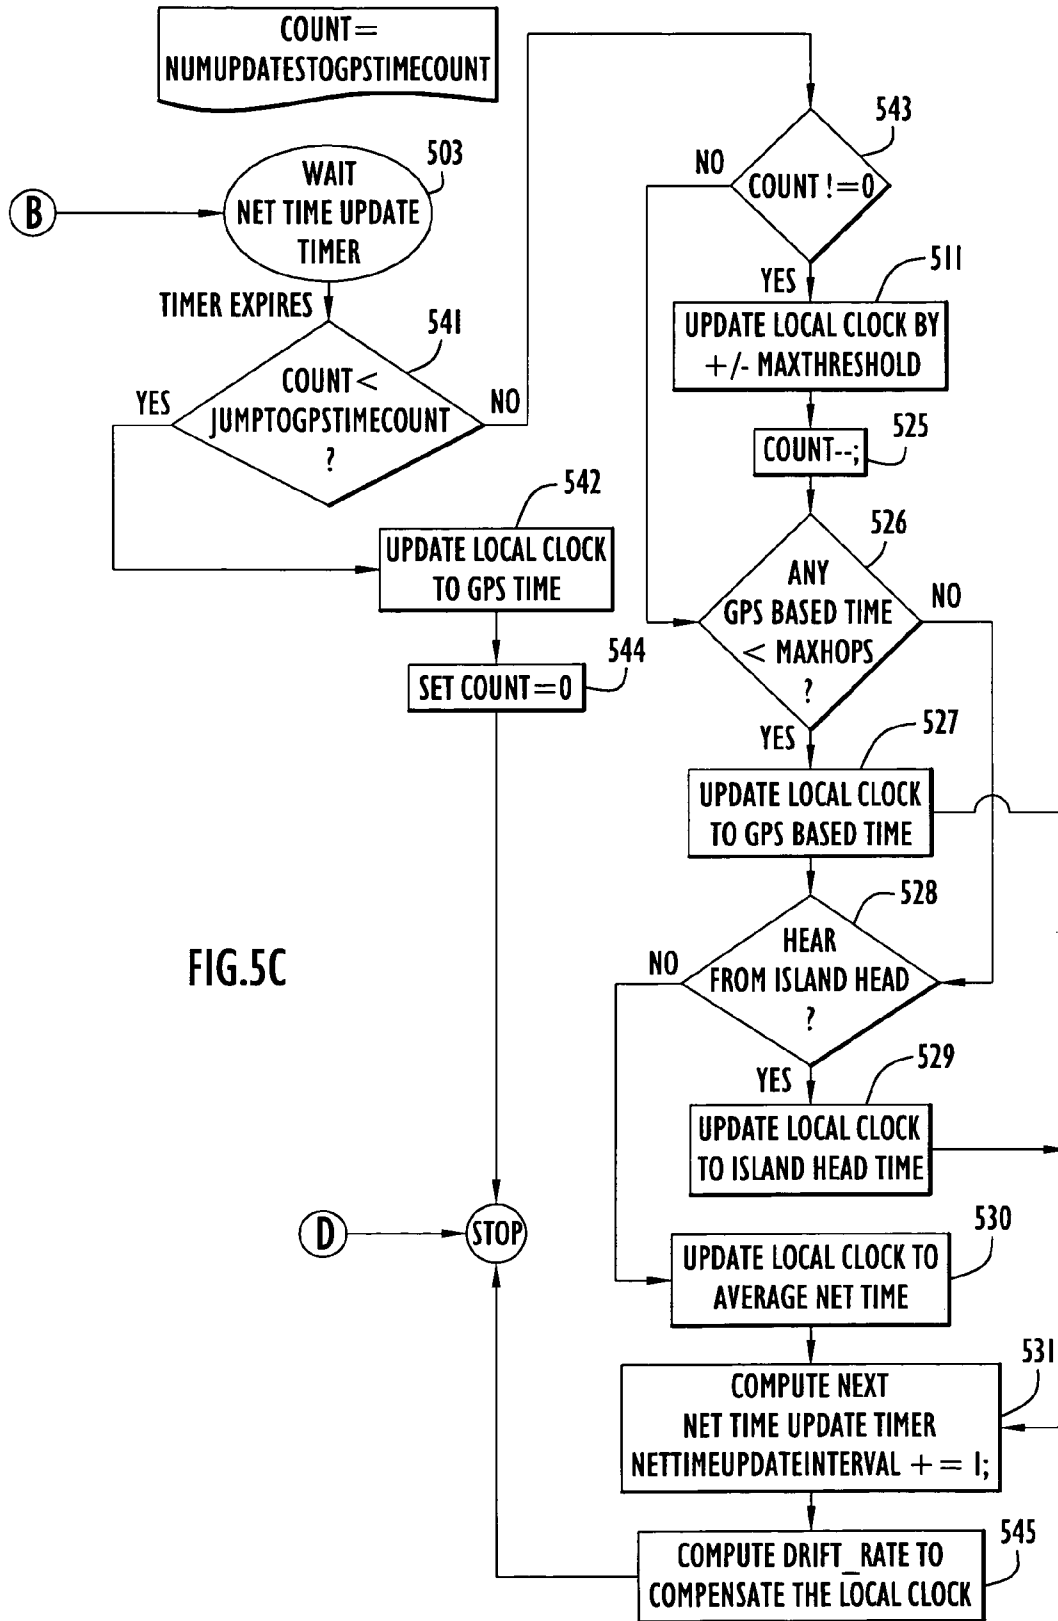 COUNT=
NUMUPDATESTOGPSTIMECOUNT
B
WAIT
NET TIME UPDATE
TIMER
503
TIMER EXPIRES
COUNT<
JUMPTOGPSTIMECOUNT
?
541
YES
NO
UPDATE LOCAL CLOCK
TO GPS TIME
542
SET COUNT=0
544
COUNT !=0
543
NO
YES
UPDATE LOCAL CLOCK BY
+/- MAXTHRESHOLD
511
COUNT--;
525
ANY
GPS BASED TIME
< MAXHOPS
?
526
NO
YES
UPDATE LOCAL CLOCK
TO GPS BASED TIME
527
HEAR
FROM ISLAND HEAD
?
528
NO
YES
UPDATE LOCAL CLOCK
TO ISLAND HEAD TIME
529
FIG.5C
D
STOP
UPDATE LOCAL CLOCK TO
AVERAGE NET TIME
530
COMPUTE NEXT
NET TIME UPDATE TIMER
NETTIMEUPDATEINTERVAL += 1;
531
COMPUTE DRIFT_RATE TO
COMPENSATE THE LOCAL CLOCK
545